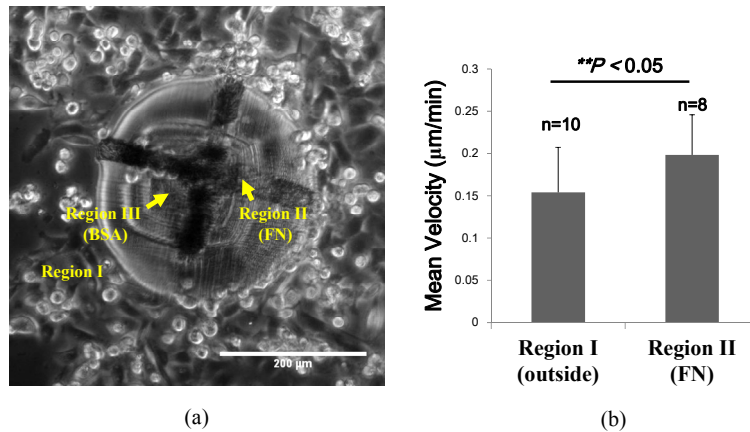 Region III
(BSA)
Region II
(FN)
Region I
200 µm
(a)
**P < 0.05
n=10
n=8
0.3
0.25
0.2
0.15
0.1
0.05
0
Mean Velocity (µm/min)
Region I
(outside)
Region II
(FN)
(b)